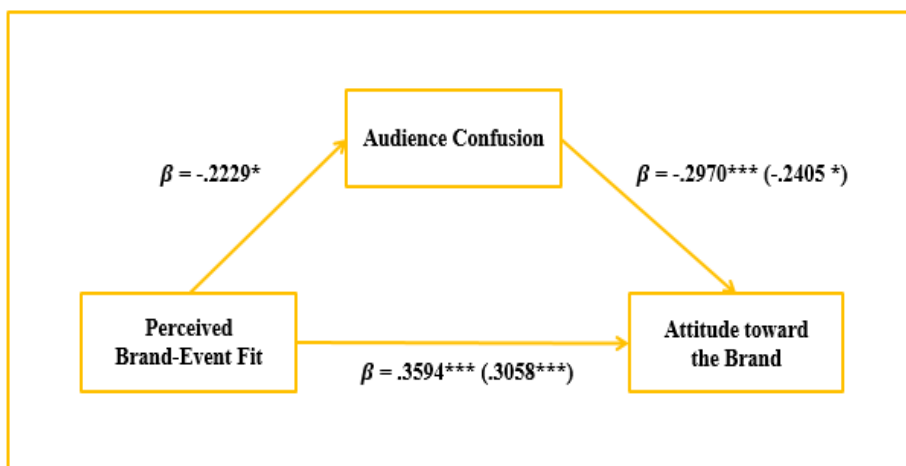 Audience Confusion
β = -.2229*
β = -.2970*** (-.2405 *)
Perceived
Brand-Event Fit
Attitude toward
the Brand
β = .3594*** (.3058***)